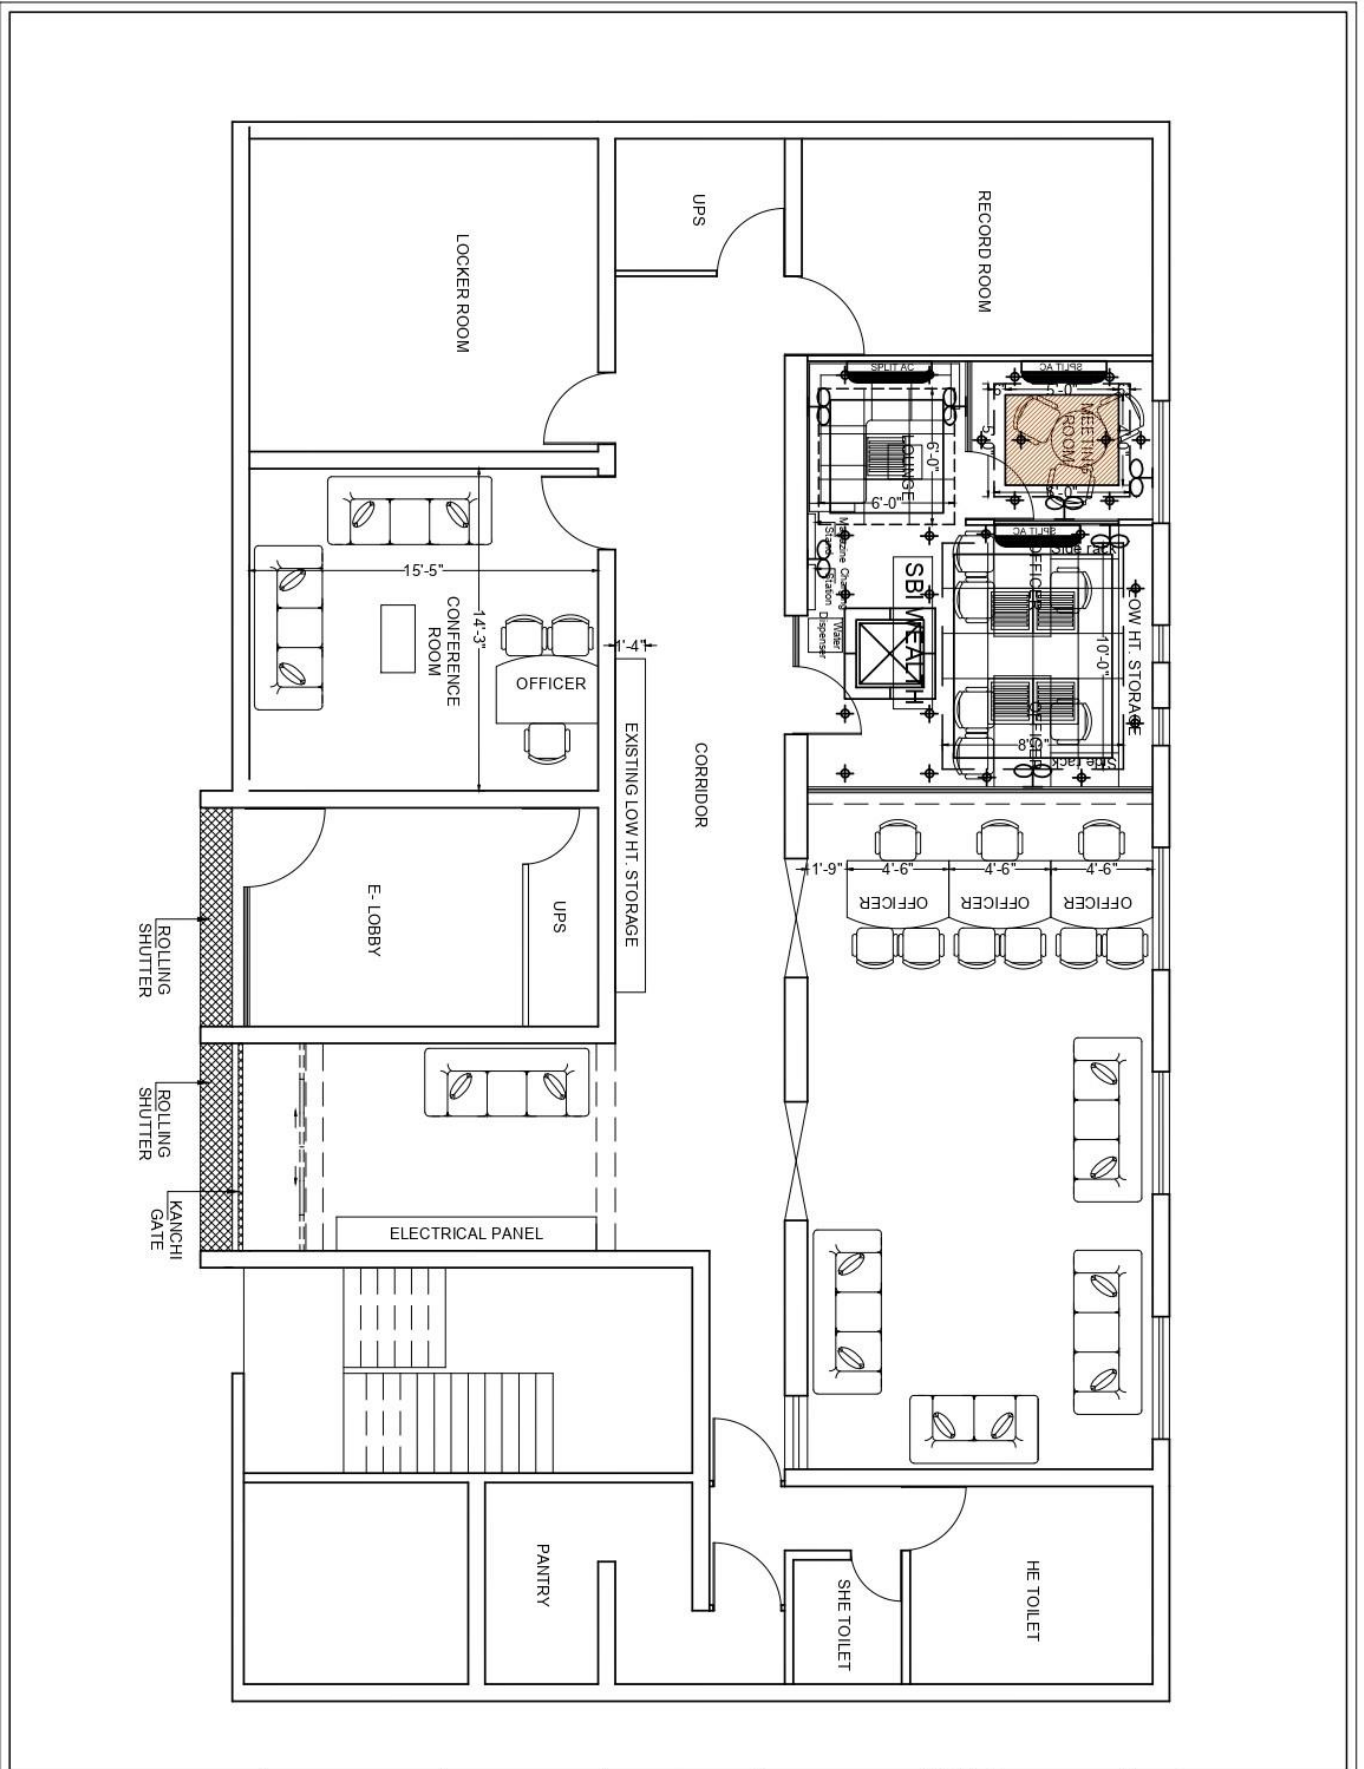 UPS
RECORD ROOM
LOCKER ROOM
SPLIT AC
SPLIT AC
5'-0"
MEETING
ROOM
LOUNGE
6'-0"
6'-0"
Magazine
Stand
Charging
Station
Water
Dispenser
SBI WEALTH
SPLIT AC
Side rack
OFFICER
LOW HT. STORAGE
10'-0"
OFFICER
Side rack
15'-5"
14'-3"
CONFERENCE
ROOM
OFFICER
1'-4"
EXISTING LOW HT. STORAGE
CORRIDOR
1'-9"
4'-6"
4'-6"
4'-6"
OFFICER
OFFICER
OFFICER
E- LOBBY
UPS
ROLLING
SHUTTER
ROLLING
SHUTTER
KANCHI
GATE
ELECTRICAL PANEL
PANTRY
SHE TOILET
HE TOILET